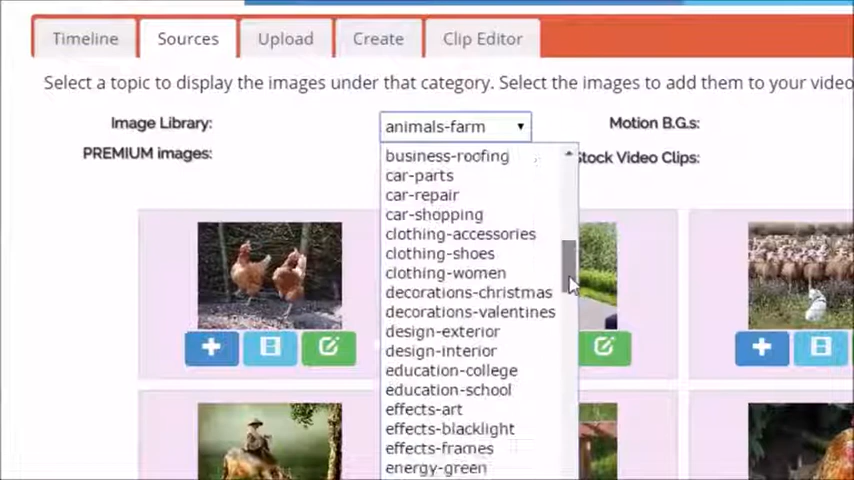 Timeline
Sources
Upload
Create
Clip Editor
Select a topic to display the images under that category. Select the images to add them to your video
Image Library:
animals-farm
Motion B.G.s:
PREMIUM images:
Stock Video Clips:
business-roofing
car-parts
car-repair
car-shopping
clothing-accessories
clothing-shoes
clothing-women
decorations-christmas
decorations-valentines
design-exterior
design-interior
education-college
education-school
effects-art
effects-blacklight
effects-frames
energy-green